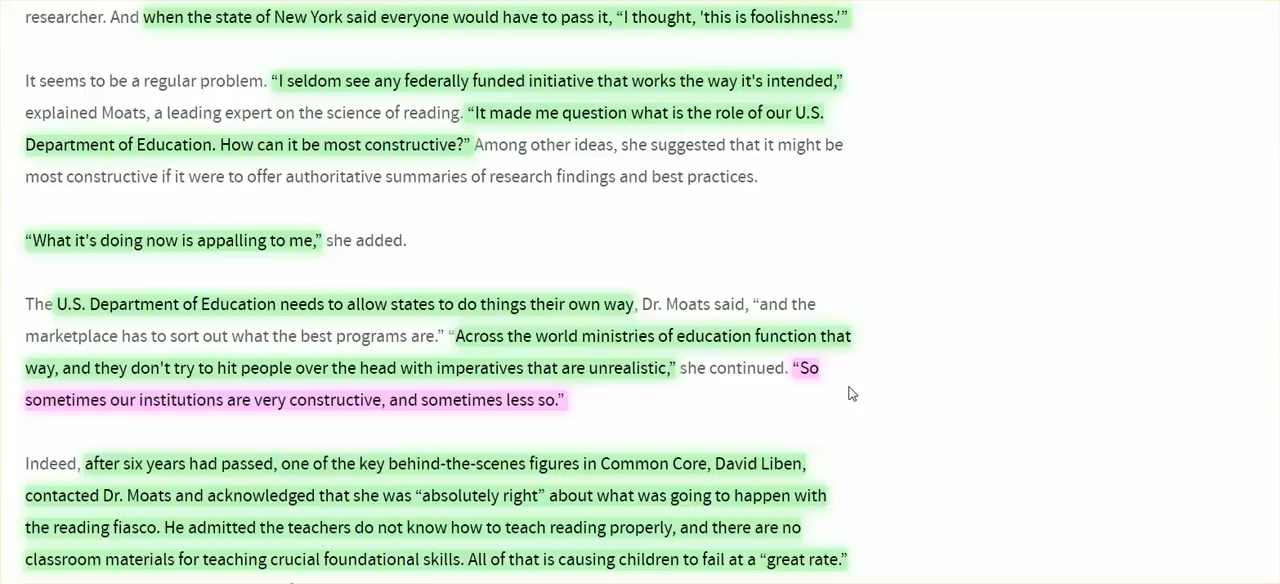 researcher. And when the state of New York said everyone would have to pass it, “I thought, 'this is foolishness.'”
It seems to be a regular problem. “I seldom see any federally funded initiative that works the way it's intended,”
explained Moats, a leading expert on the science of reading. “It made me question what is the role of our U.S.
Department of Education. How can it be most constructive?” Among other ideas, she suggested that it might be
most constructive if it were to offer authoritative summaries of research findings and best practices.
“What it's doing now is appalling to me,” she added.
The U.S. Department of Education needs to allow states to do things their own way, Dr. Moats said, “and the
marketplace has to sort out what the best programs are.” “Across the world ministries of education function that
way, and they don't try to hit people over the head with imperatives that are unrealistic,” she continued. “So
sometimes our institutions are very constructive, and sometimes less so.”
Indeed, after six years had passed, one of the key behind-the-scenes figures in Common Core, David Liben,
contacted Dr. Moats and acknowledged that she was “absolutely right” about what was going to happen with
the reading fiasco. He admitted the teachers do not know how to teach reading properly, and there are no
classroom materials for teaching crucial foundational skills. All of that is causing children to fail at a “great rate.”